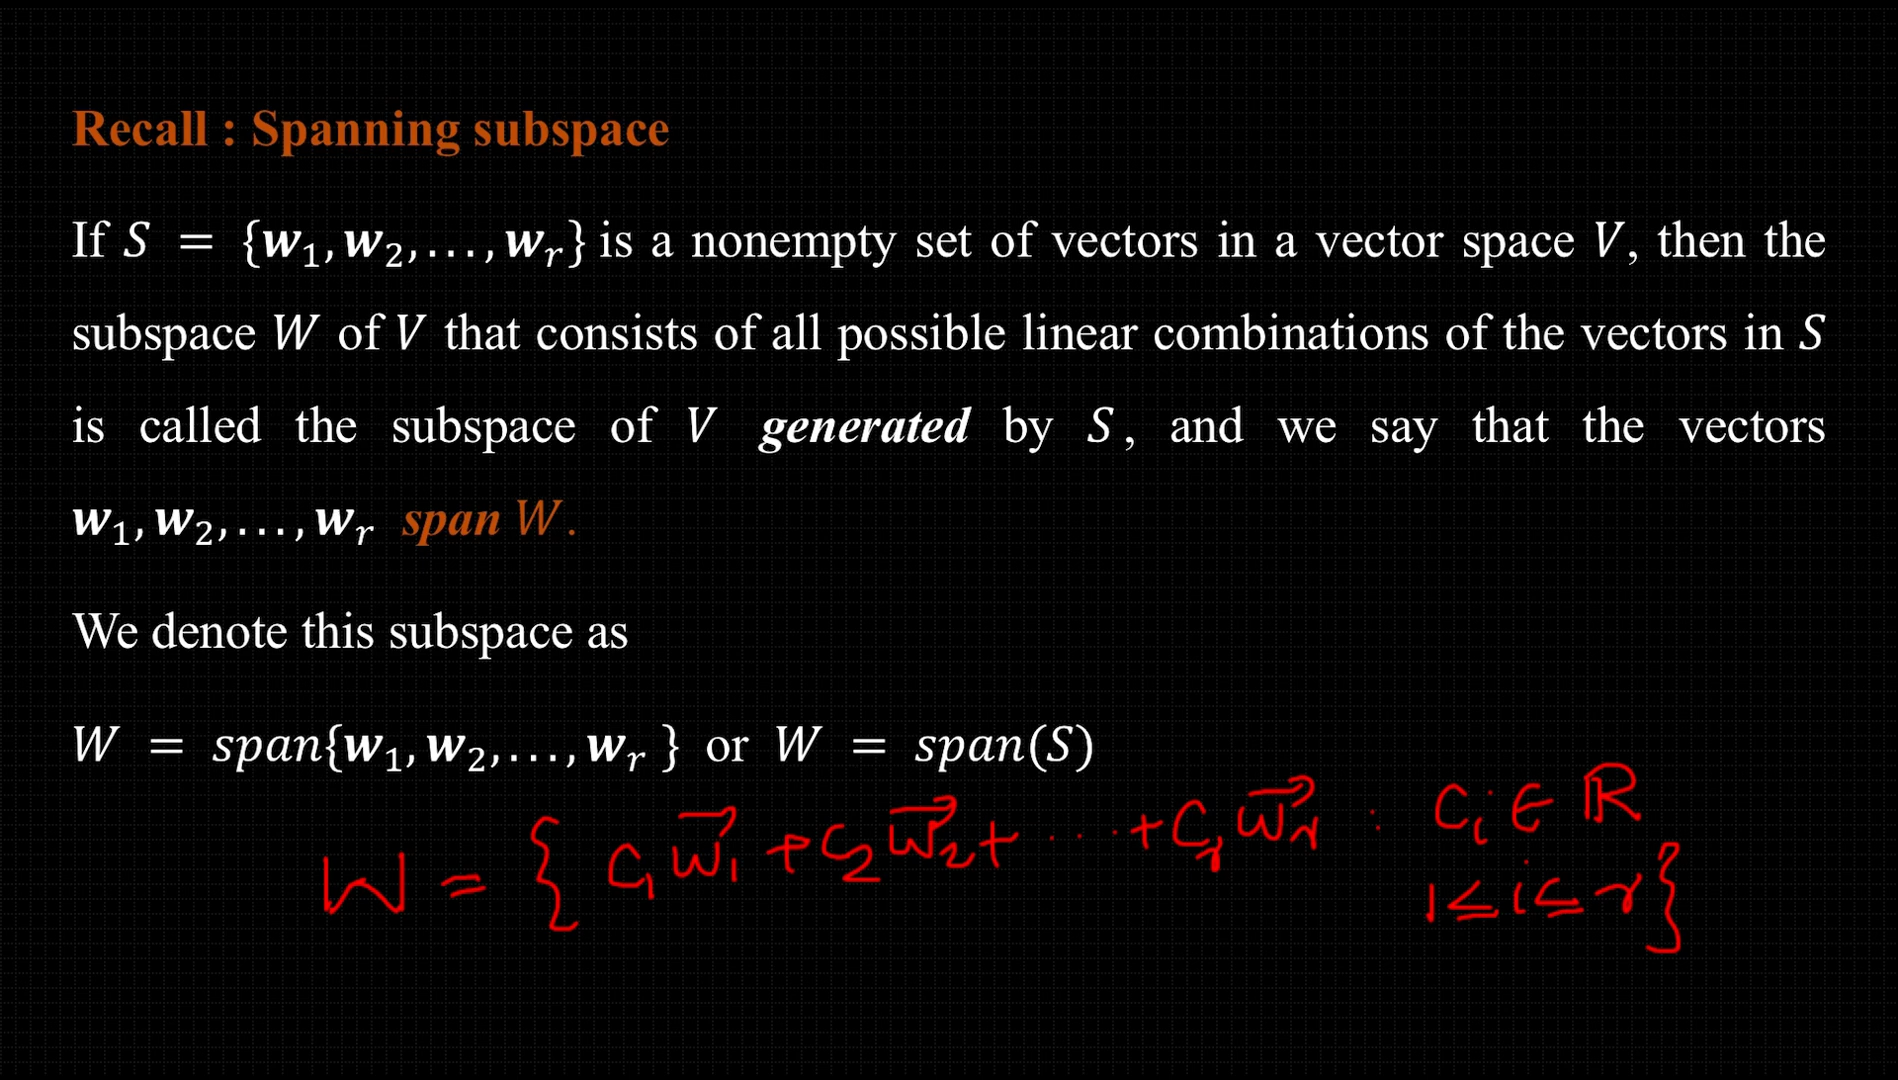 Recall : Spanning subspace
If S = {w₁, w₂, . . . , wᵣ} is a nonempty set of vectors in a vector space V, then the
subspace W of V that consists of all possible linear combinations of the vectors in S
is called the subspace of V generated by S, and we say that the vectors
w₁, w₂, . . . , wᵣ span W.
We denote this subspace as
W = span{w₁, w₂, . . . , wᵣ } or W = span(S)
W = { c₁w⃗₁ + c₂w⃗₂ + · · · + cᵣw⃗ᵣ : cᵢ ∈ ℝ
1 ≤ i ≤ r }